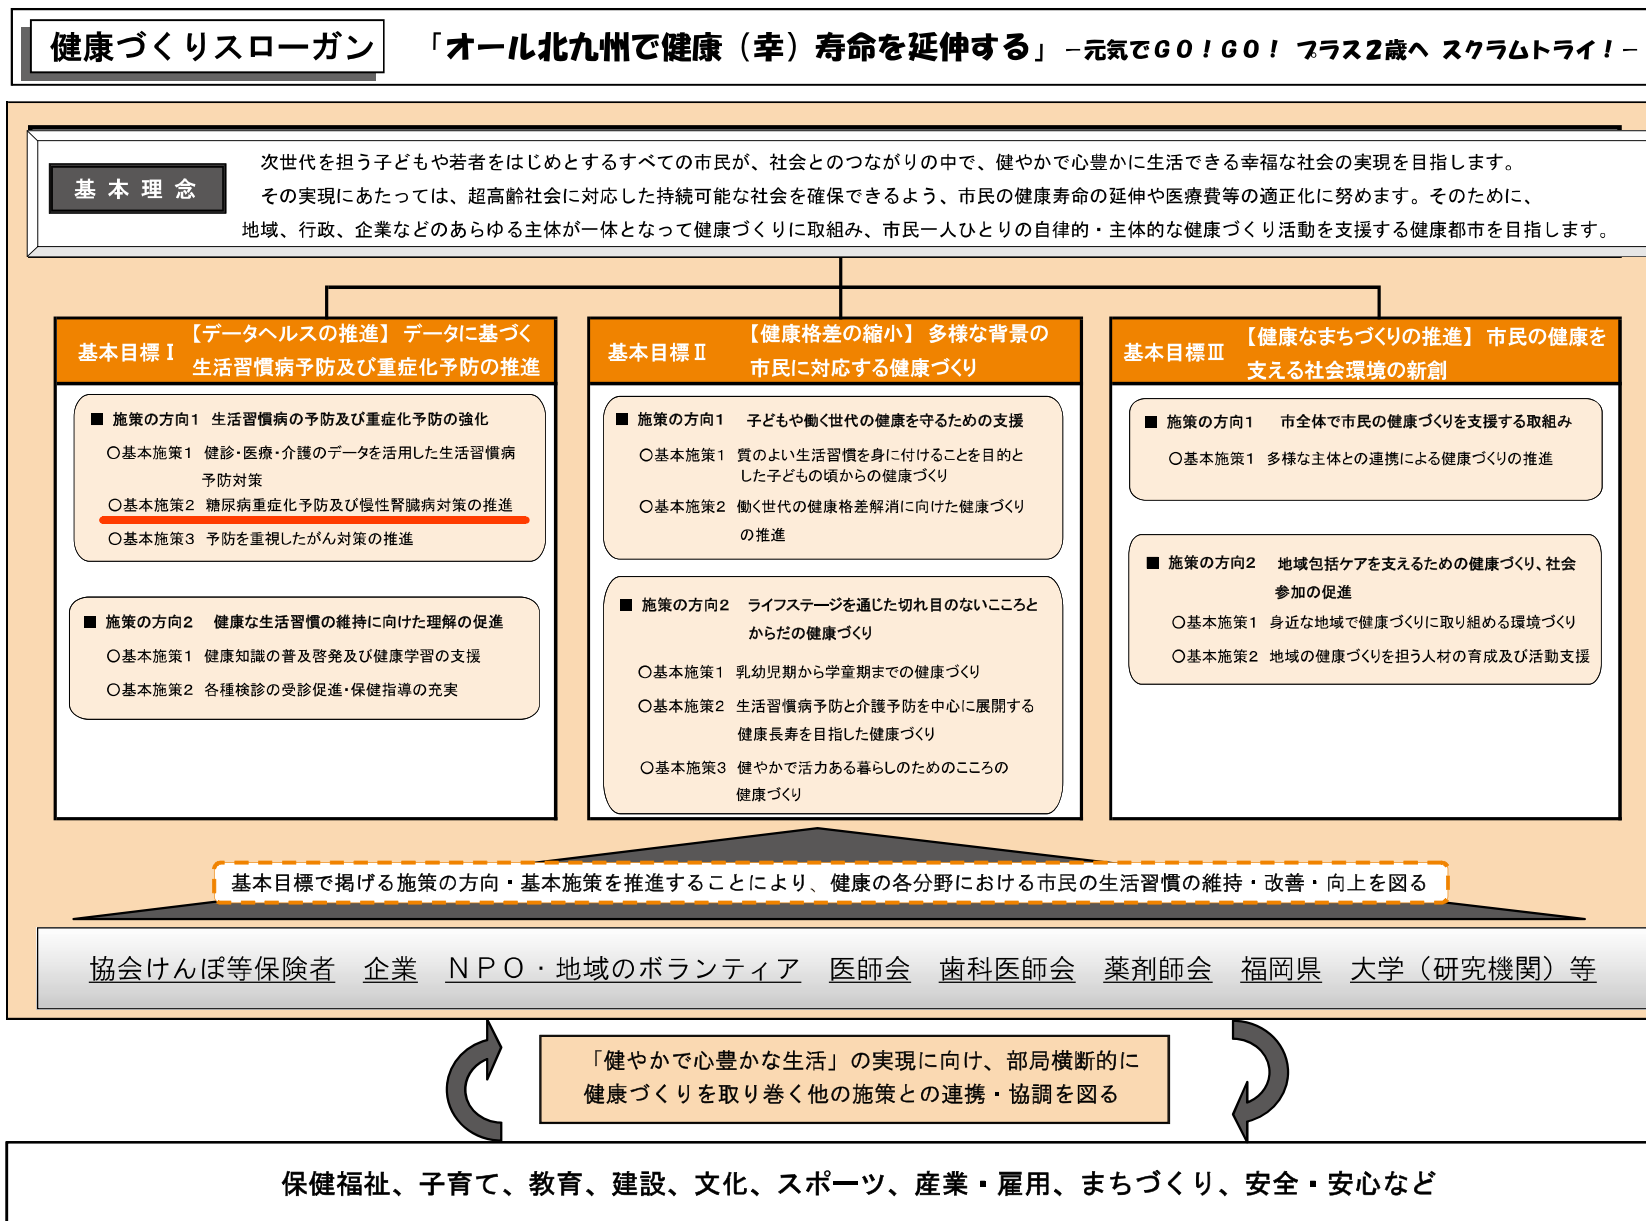 健康づくりスローガン 「オール北九州で健康（幸）寿命を延伸する」 －元気でＧＯ！ＧＯ！ プラス２歳へ スクラムトライ！－
基本理念
次世代を担う子どもや若者をはじめとするすべての市民が、社会とのつながりの中で、健やかで心豊かに生活できる幸福な社会の実現を目指します。
その実現にあたっては、超高齢社会に対応した持続可能な社会を確保できるよう、市民の健康寿命の延伸や医療費等の適正化に努めます。そのために、
地域、行政、企業などのあらゆる主体が一体となって健康づくりに取組み、市民一人ひとりの自律的・主体的な健康づくり活動を支援する健康都市を目指します。
基本目標Ⅰ
【データヘルスの推進】データに基づく
生活習慣病予防及び重症化予防の推進
■ 施策の方向1 生活習慣病の予防及び重症化予防の強化
○基本施策1 健診・医療・介護のデータを活用した生活習慣病
予防対策
○基本施策2 糖尿病重症化予防及び慢性腎臓病対策の推進
○基本施策3 予防を重視したがん対策の推進
■ 施策の方向2 健康な生活習慣の維持に向けた理解の促進
○基本施策1 健康知識の普及啓発及び健康学習の支援
○基本施策2 各種検診の受診促進・保健指導の充実
基本目標Ⅱ
【健康格差の縮小】多様な背景の
市民に対応する健康づくり
■ 施策の方向1 子どもや働く世代の健康を守るための支援
○基本施策1 質のよい生活習慣を身に付けることを目的と
した子どもの頃からの健康づくり
○基本施策2 働く世代の健康格差解消に向けた健康づくり
の推進
■ 施策の方向2 ライフステージを通じた切れ目のないこころと
からだの健康づくり
○基本施策1 乳幼児期から学童期までの健康づくり
○基本施策2 生活習慣病予防と介護予防を中心に展開する
健康長寿を目指した健康づくり
○基本施策3 健やかで活力ある暮らしのためのこころの
健康づくり
基本目標Ⅲ
【健康なまちづくりの推進】市民の健康を
支える社会環境の新創
■ 施策の方向1 市全体で市民の健康づくりを支援する取組み
○基本施策1 多様な主体との連携による健康づくりの推進
■ 施策の方向2 地域包括ケアを支えるための健康づくり、社会
参加の促進
○基本施策1 身近な地域で健康づくりに取り組める環境づくり
○基本施策2 地域の健康づくりを担う人材の育成及び活動支援
基本目標で掲げる施策の方向・基本施策を推進することにより、健康の各分野における市民の生活習慣の維持・改善・向上を図る
協会けんぽ等保険者 企業 ＮＰＯ・地域のボランティア 医師会 歯科医師会 薬剤師会 福岡県 大学（研究機関）等
「健やかで心豊かな生活」の実現に向け、部局横断的に
健康づくりを取り巻く他の施策との連携・協調を図る
保健福祉、子育て、教育、建設、文化、スポーツ、産業・雇用、まちづくり、安全・安心など